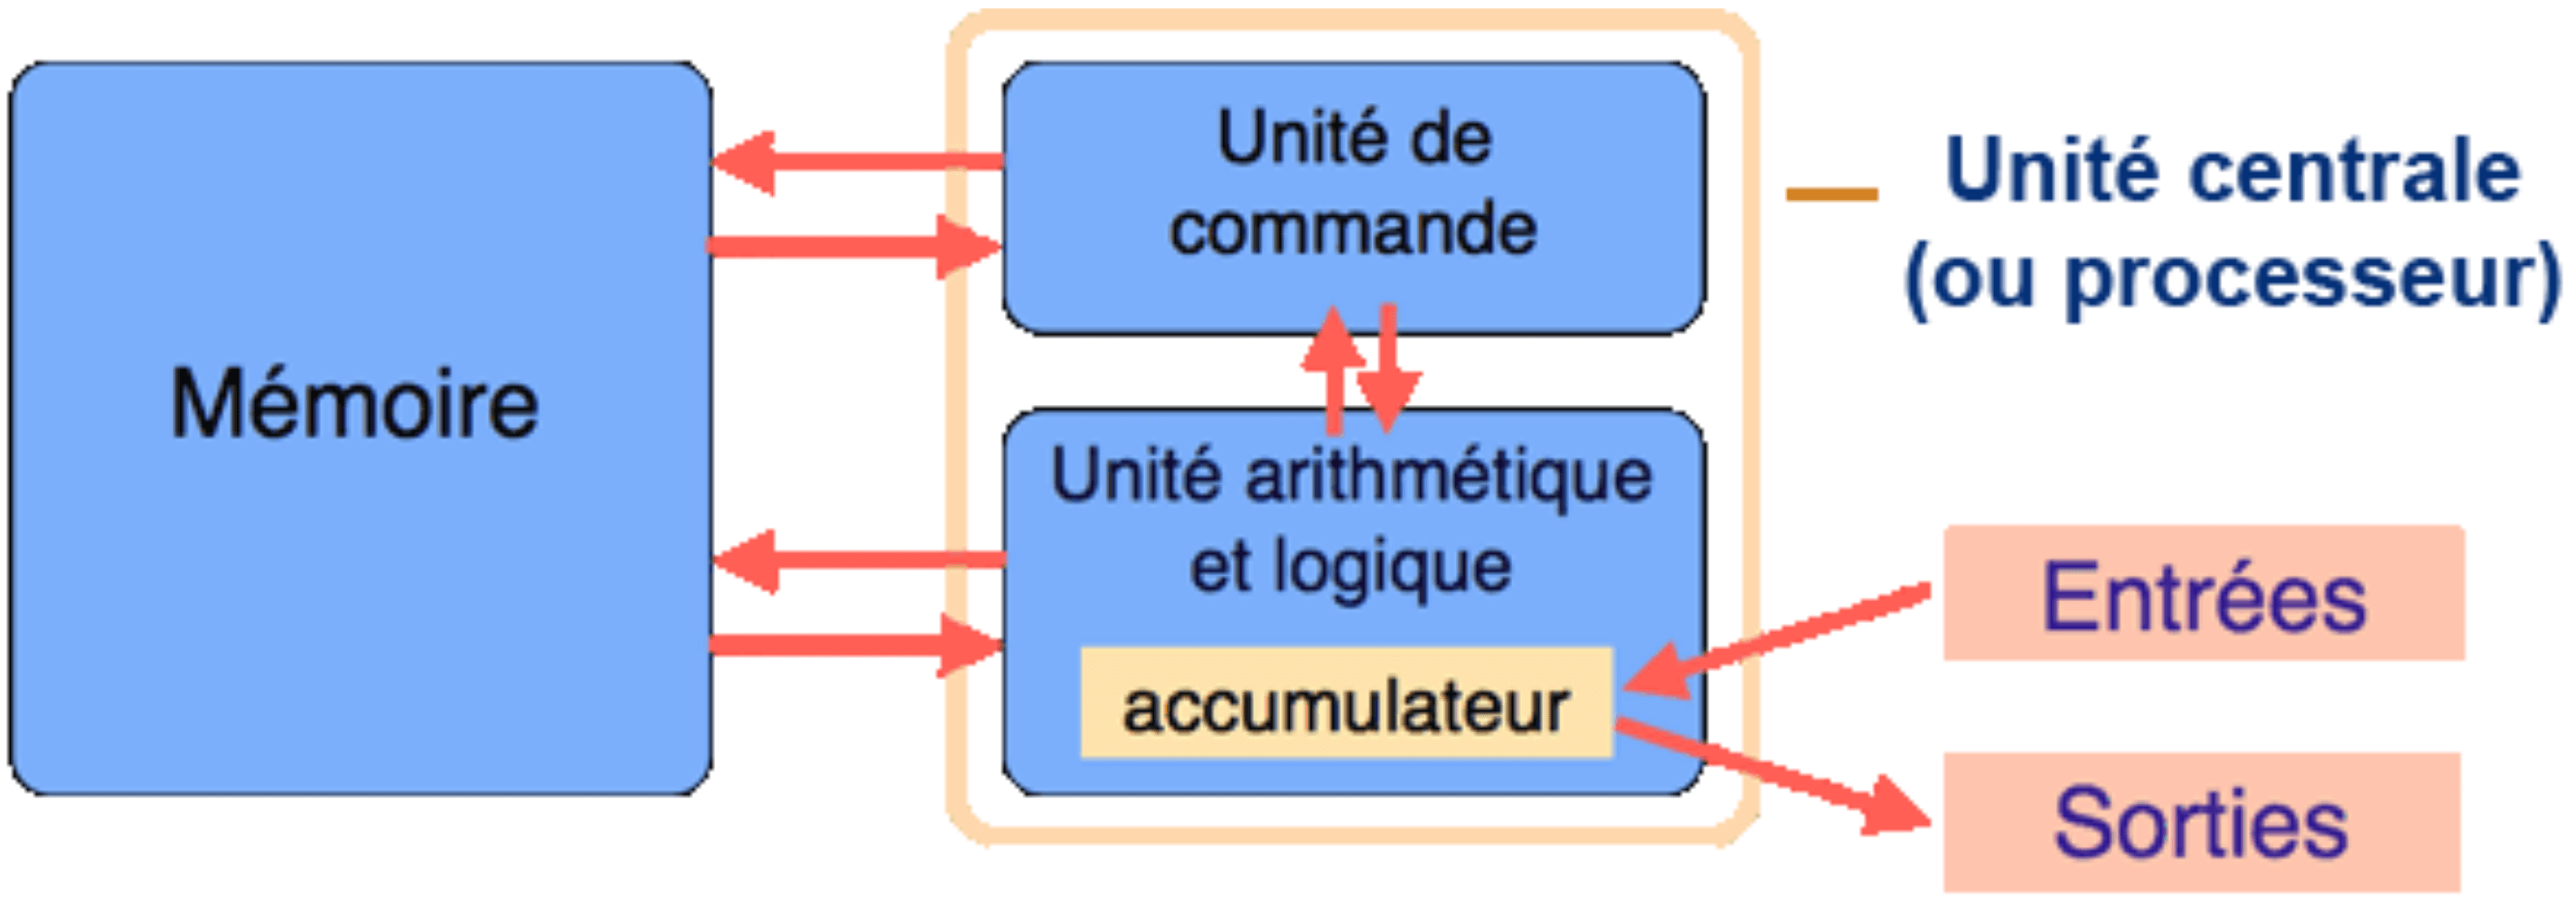 Mémoire
Unité de
commande
Unité arithmétique
et logique
accumulateur
Unité centrale
(ou processeur)
Entrées
Sorties